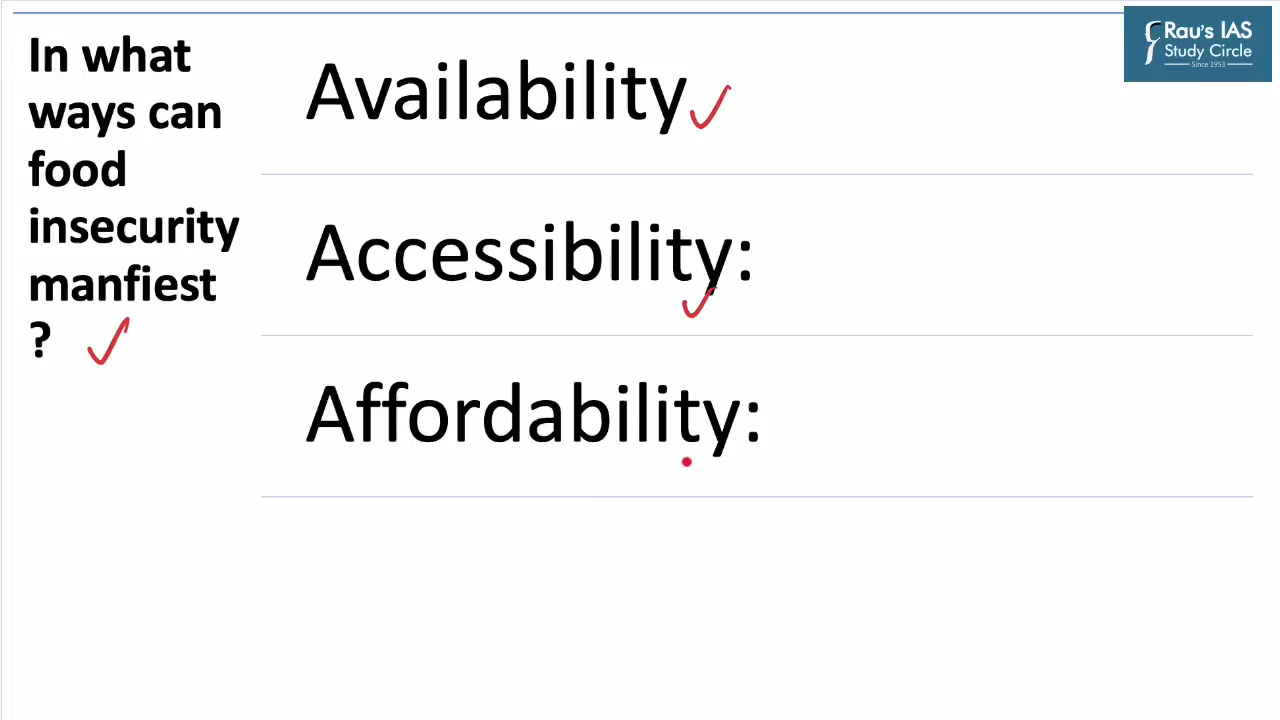 In what
ways can
food
insecurity
manfiest
?
Availability
Accessibility:
Affordability:
Rau's IAS
Study Circle
Since 1953